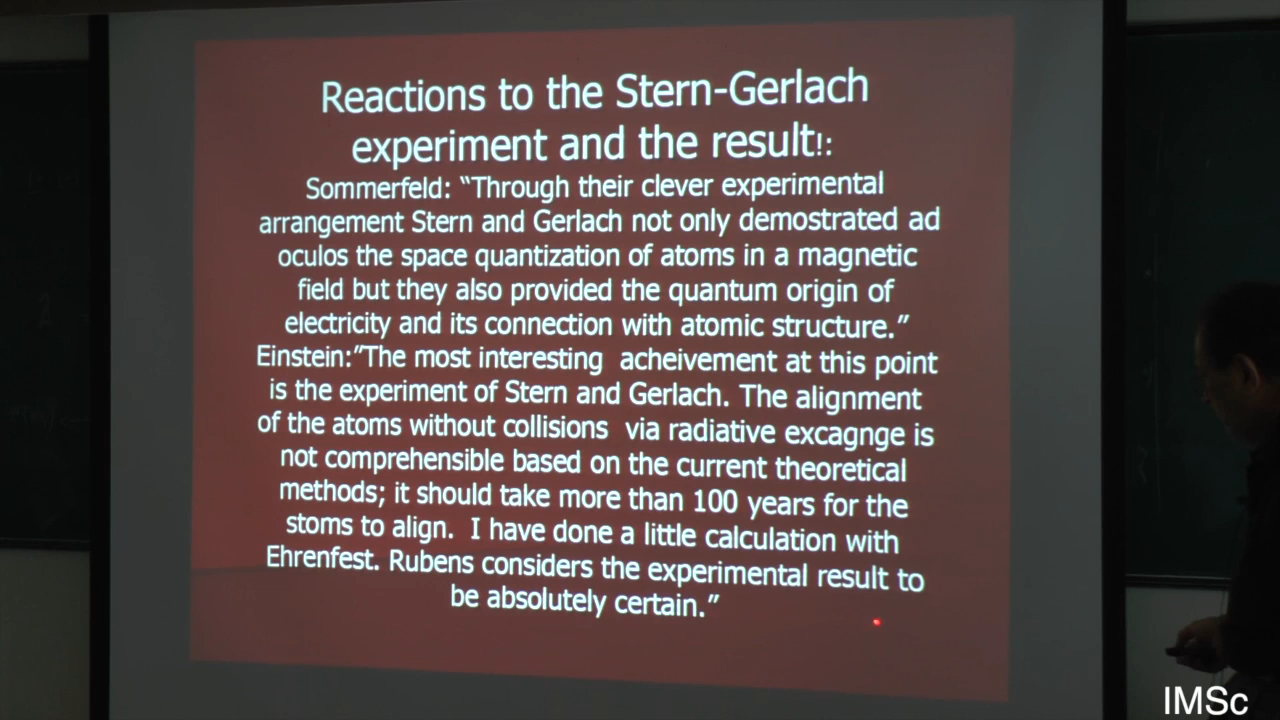 Reactions to the Stern-Gerlach
experiment and the result!:
Sommerfeld: “Through their clever experimental
arrangement Stern and Gerlach not only demostrated ad
oculos the space quantization of atoms in a magnetic
field but they also provided the quantum origin of
electricity and its connection with atomic structure.”
Einstein:”The most interesting acheivement at this point
is the experiment of Stern and Gerlach. The alignment
of the atoms without collisions via radiative excagnge is
not comprehensible based on the current theoretical
methods; it should take more than 100 years for the
stoms to align. I have done a little calculation with
Ehrenfest. Rubens considers the experimental result to
be absolutely certain.”
IMSc